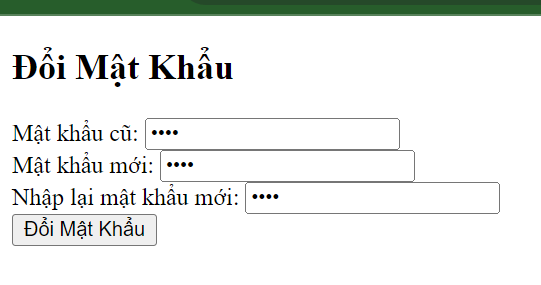 Đổi Mật Khẩu
Mật khẩu cũ: ••••
Mật khẩu mới: ••••
Nhập lại mật khẩu mới: ••••
Đổi Mật Khẩu